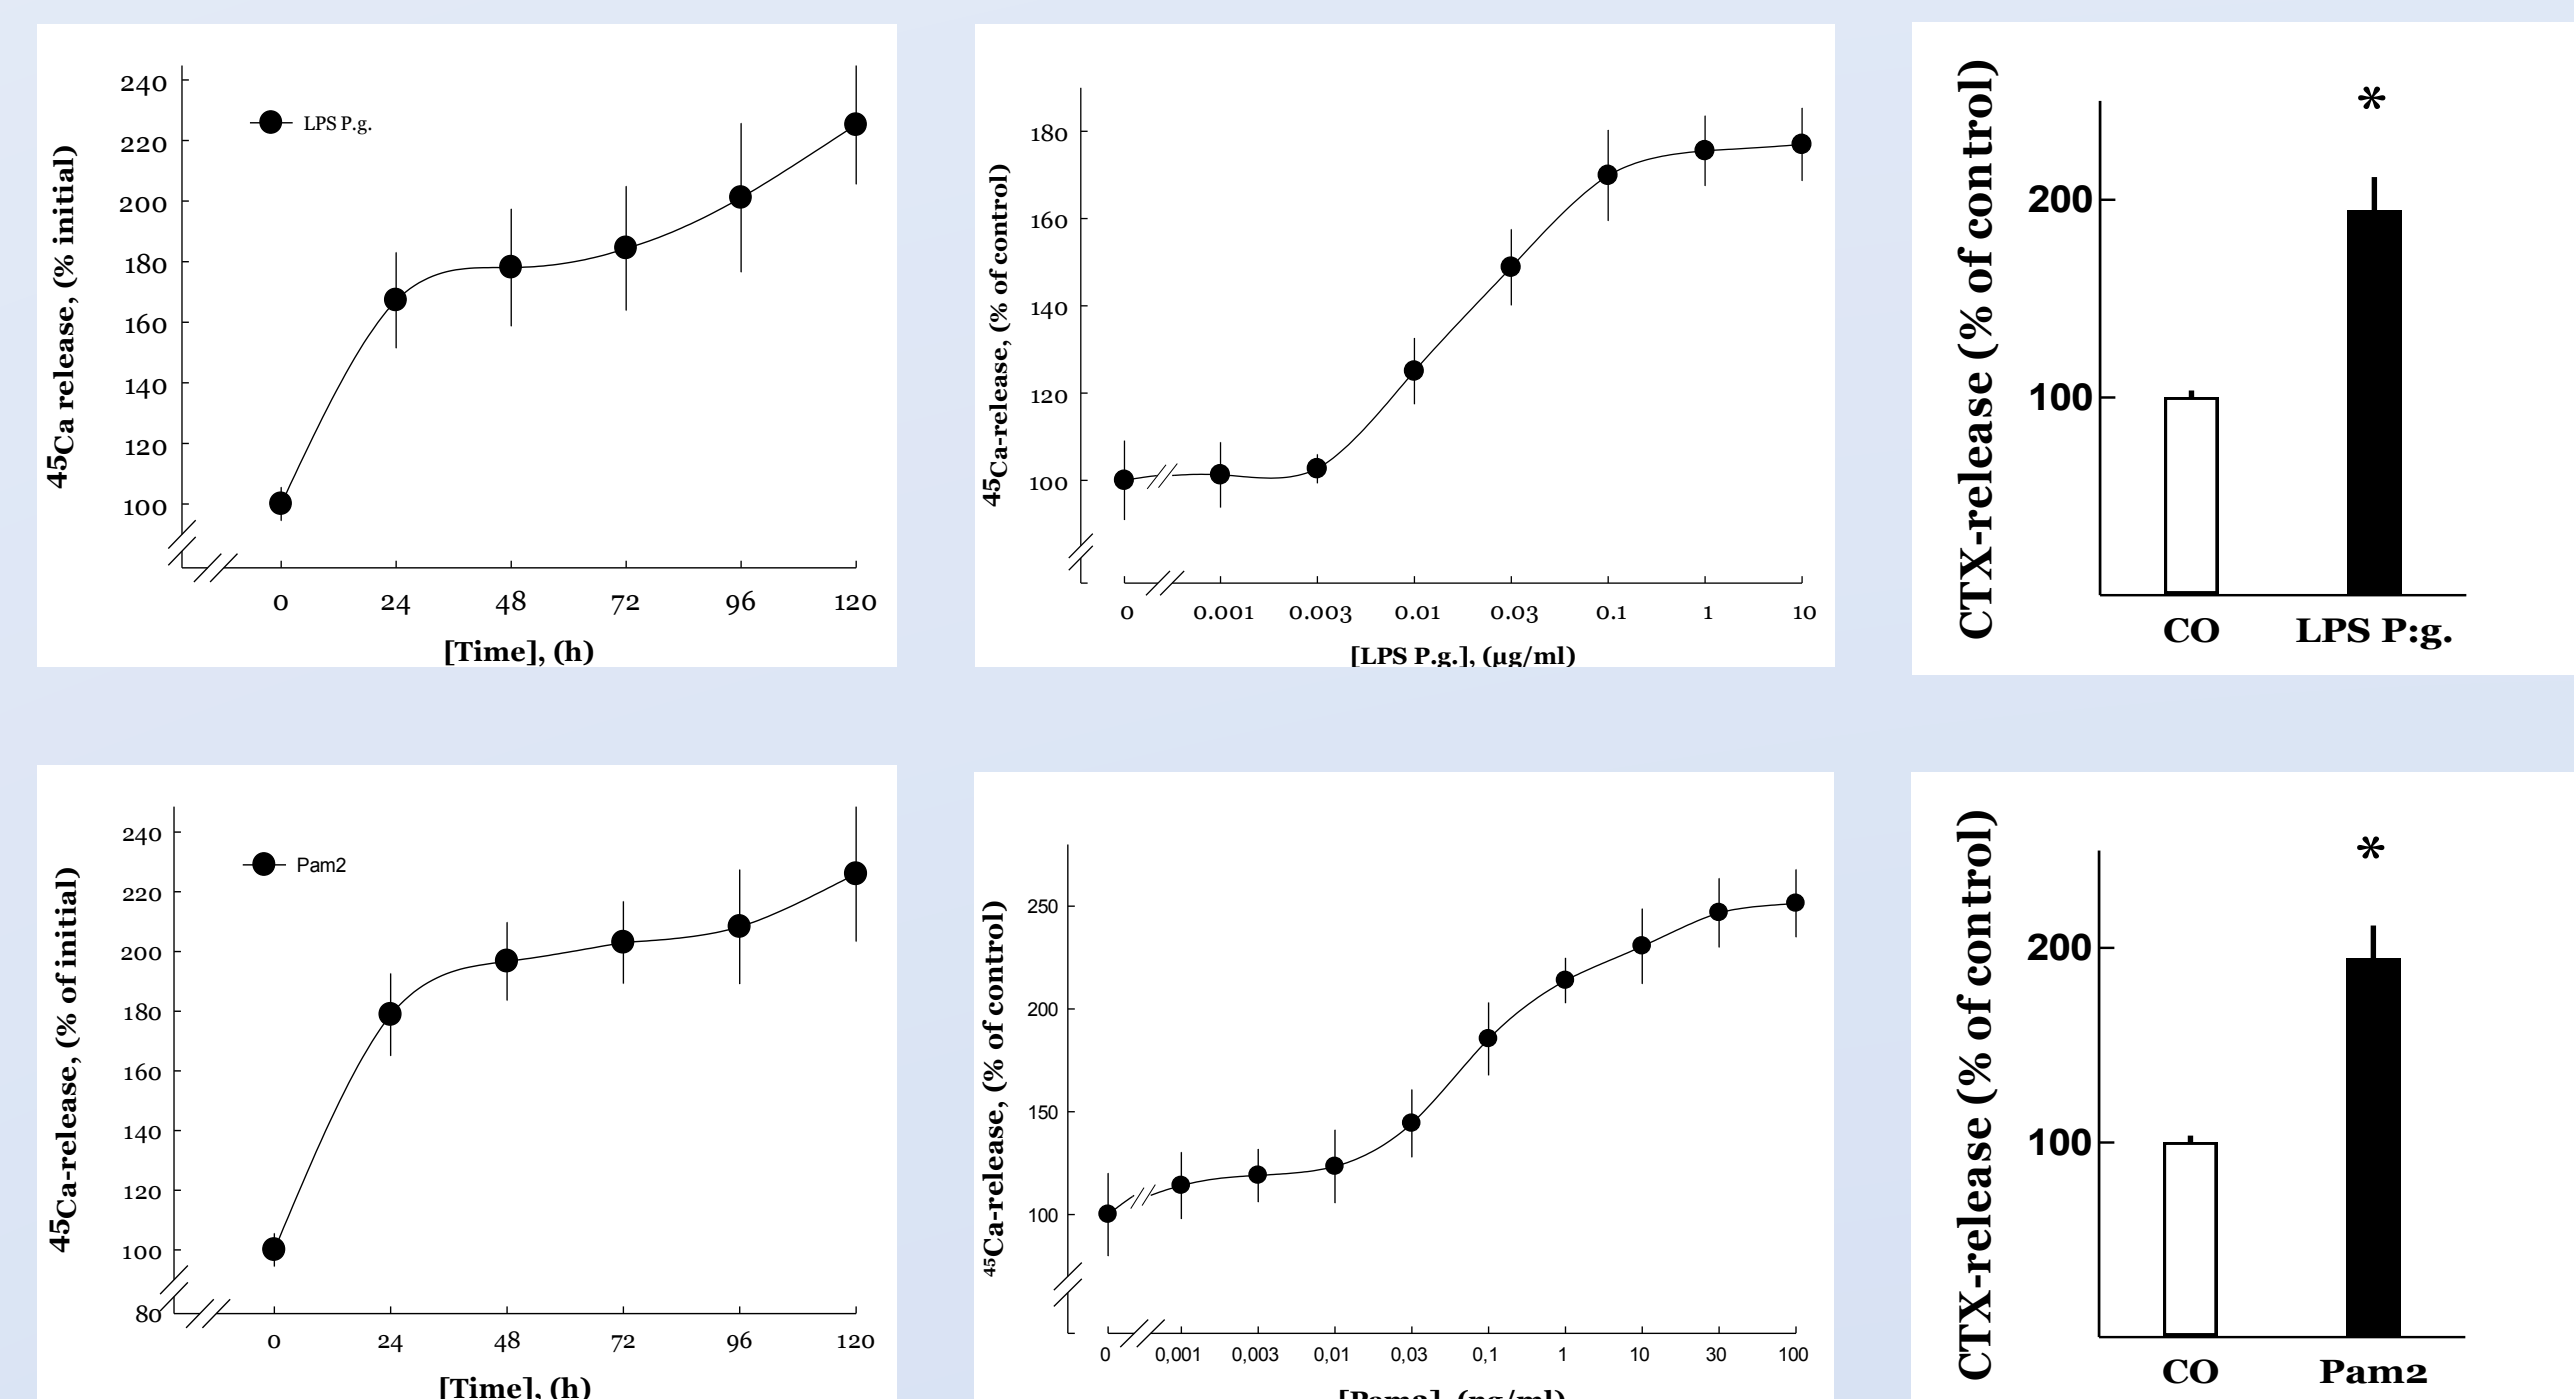 45Ca release, (% initial)
240
220
200
180
160
140
120
100
LPS P.g.
0 24 48 72 96 120
[Time], (h)
45Ca-release, (% of control)
180
160
140
120
100
0 0.001 0.003 0.01 0.03 0.1 1 10
[LPS P.g.], (µg/ml)
CTX-release (% of control)
*
200
100
CO LPS P:g.
45Ca-release, (% of initial)
240
220
200
180
160
140
120
100
80
Pam2
0 24 48 72 96 120
[Time], (h)
45Ca-release, (% of control)
250
200
150
100
0 0,001 0,003 0,01 0,03 0,1 1 10 30 100
CTX-release (% of control)
*
200
100
CO Pam2